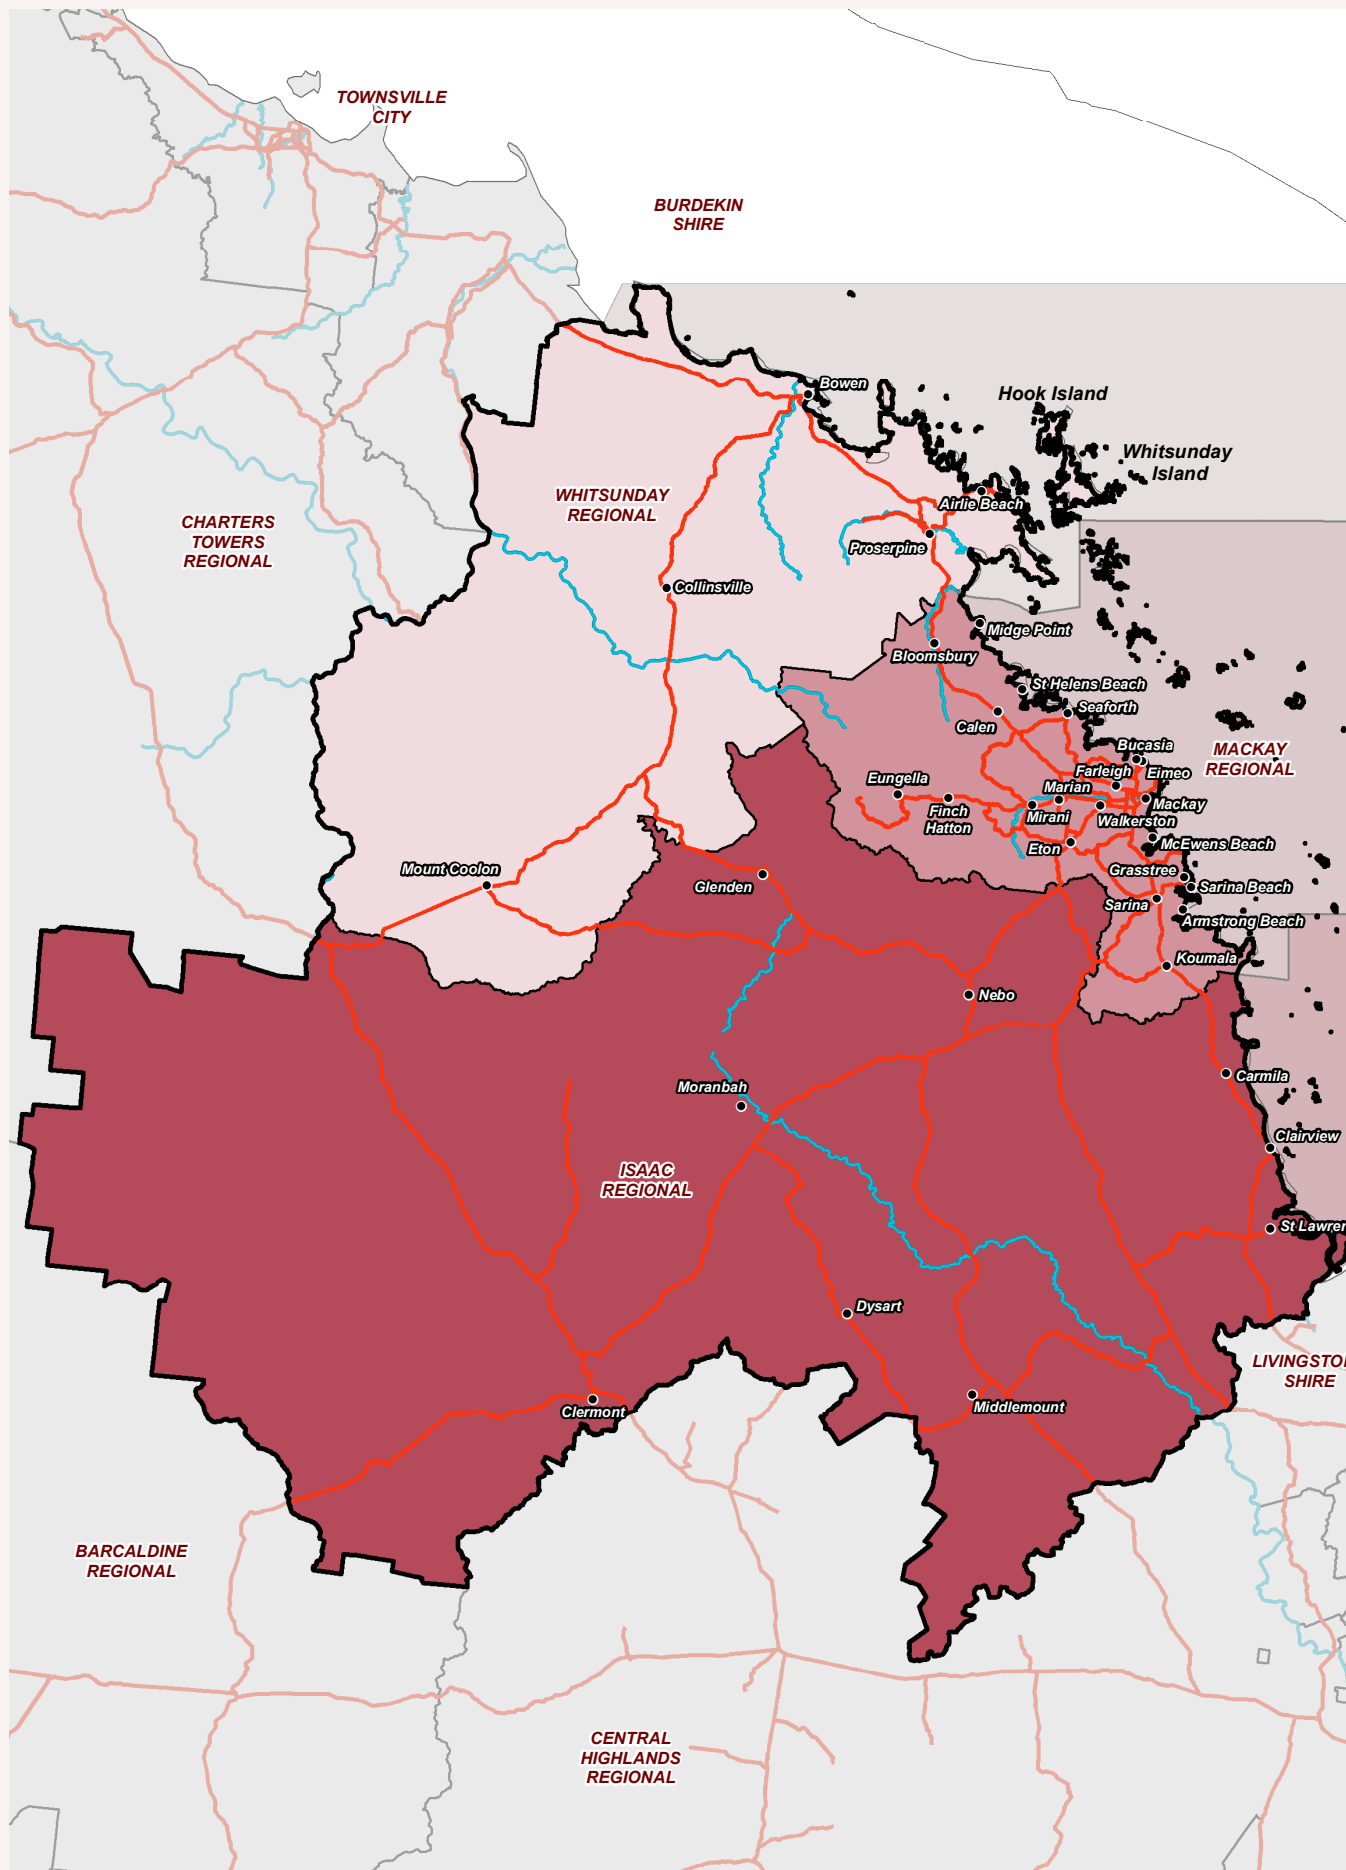 TOWNSVILLE
CITY
BURDEKIN
SHIRE
Bowen
Hook Island
Whitsunday
Island
WHITSUNDAY
REGIONAL
Airlie Beach
CHARTERS
TOWERS
REGIONAL
Proserpine
Collinsville
Midge Point
Bloomsbury
St Helens Beach
Seaforth
Calen
Bucasia
MACKAY
REGIONAL
Farleigh
Eimeo
Eungella
Marian
Mackay
Finch
Hatton
Mirani
Walkerston
Eton
McEwens Beach
Mount Coolon
Glenden
Grasstree
Sarina Beach
Sarina
Armstrong Beach
Koumala
Nebo
Carmila
Moranbah
Clairview
ISAAC
REGIONAL
St Lawren
Dysart
LIVINGSTO
SHIRE
Clermont
Middlemount
BARCALDINE
REGIONAL
CENTRAL
HIGHLANDS
REGIONAL